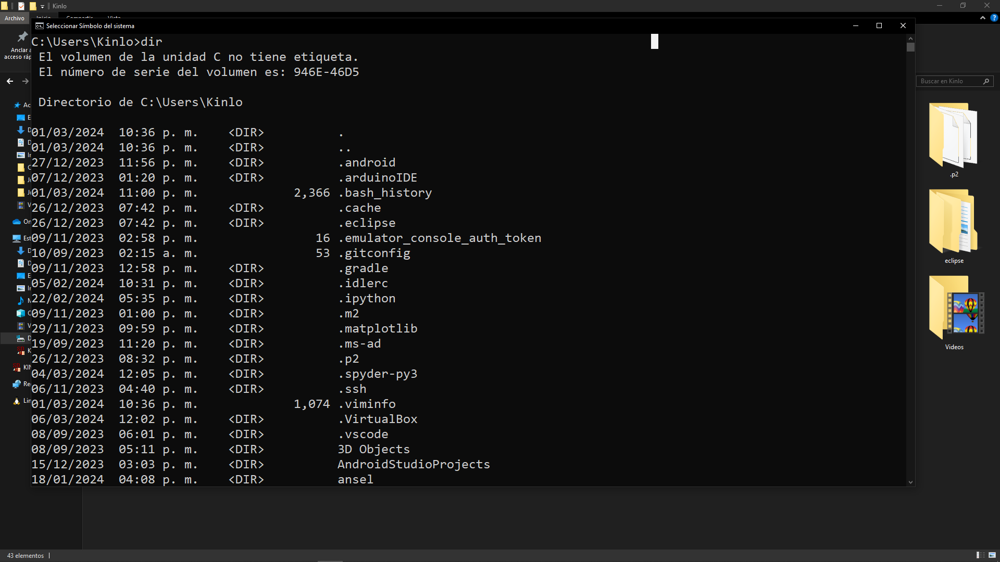 Kinlo
Archivo
Inicio
Compartir
Vista
Seleccionar Símbolo del sistema
Anclar a
acceso ráp
C:\Users\Kinlo>dir
El volumen de la unidad C no tiene etiqueta.
El número de serie del volumen es: 946E-46D5
Directorio de C:\Users\Kinlo
01/03/2024  10:36 p. m.    <DIR>          .
01/03/2024  10:36 p. m.    <DIR>          ..
27/12/2023  11:56 p. m.    <DIR>          .android
07/12/2023  01:20 p. m.    <DIR>          .arduinoIDE
01/03/2024  11:00 p. m.             2,366 .bash_history
26/12/2023  07:42 p. m.    <DIR>          .cache
26/12/2023  07:42 p. m.    <DIR>          .eclipse
09/11/2023  02:58 p. m.                16 .emulator_console_auth_token
10/09/2023  02:15 a. m.                53 .gitconfig
09/11/2023  12:58 p. m.    <DIR>          .gradle
05/02/2024  10:31 p. m.    <DIR>          .idlerc
22/02/2024  05:35 p. m.    <DIR>          .ipython
09/11/2023  01:00 p. m.    <DIR>          .m2
29/11/2023  09:59 p. m.    <DIR>          .matplotlib
19/09/2023  11:20 p. m.    <DIR>          .ms-ad
26/12/2023  08:32 p. m.    <DIR>          .p2
04/03/2024  12:05 p. m.    <DIR>          .spyder-py3
06/11/2023  04:40 p. m.    <DIR>          .ssh
01/03/2024  10:36 p. m.             1,074 .viminfo
06/03/2024  12:02 p. m.    <DIR>          .VirtualBox
08/09/2023  06:01 p. m.    <DIR>          .vscode
08/09/2023  05:11 p. m.    <DIR>          3D Objects
15/12/2023  03:03 p. m.    <DIR>          AndroidStudioProjects
18/01/2024  04:08 p. m.    <DIR>          ansel
Ac
On
Est
KIN
Re
Lin
Buscar en Kinlo
.p2
eclipse
Videos
43 elementos